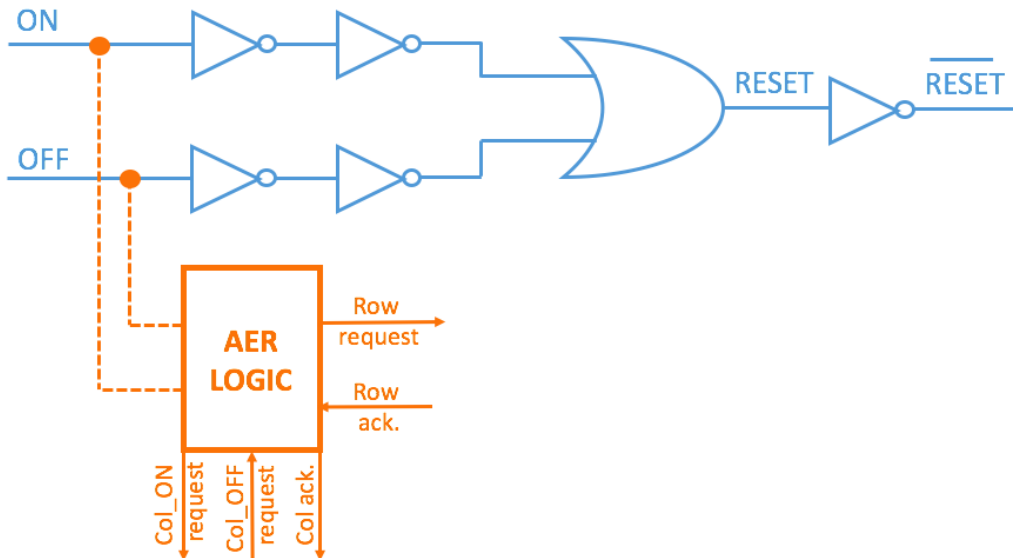 ON
RESET
RESET
OFF
AER
LOGIC
Row
request
Row
ack.
Col_ON
request
Col_OFF
request
Col ack.